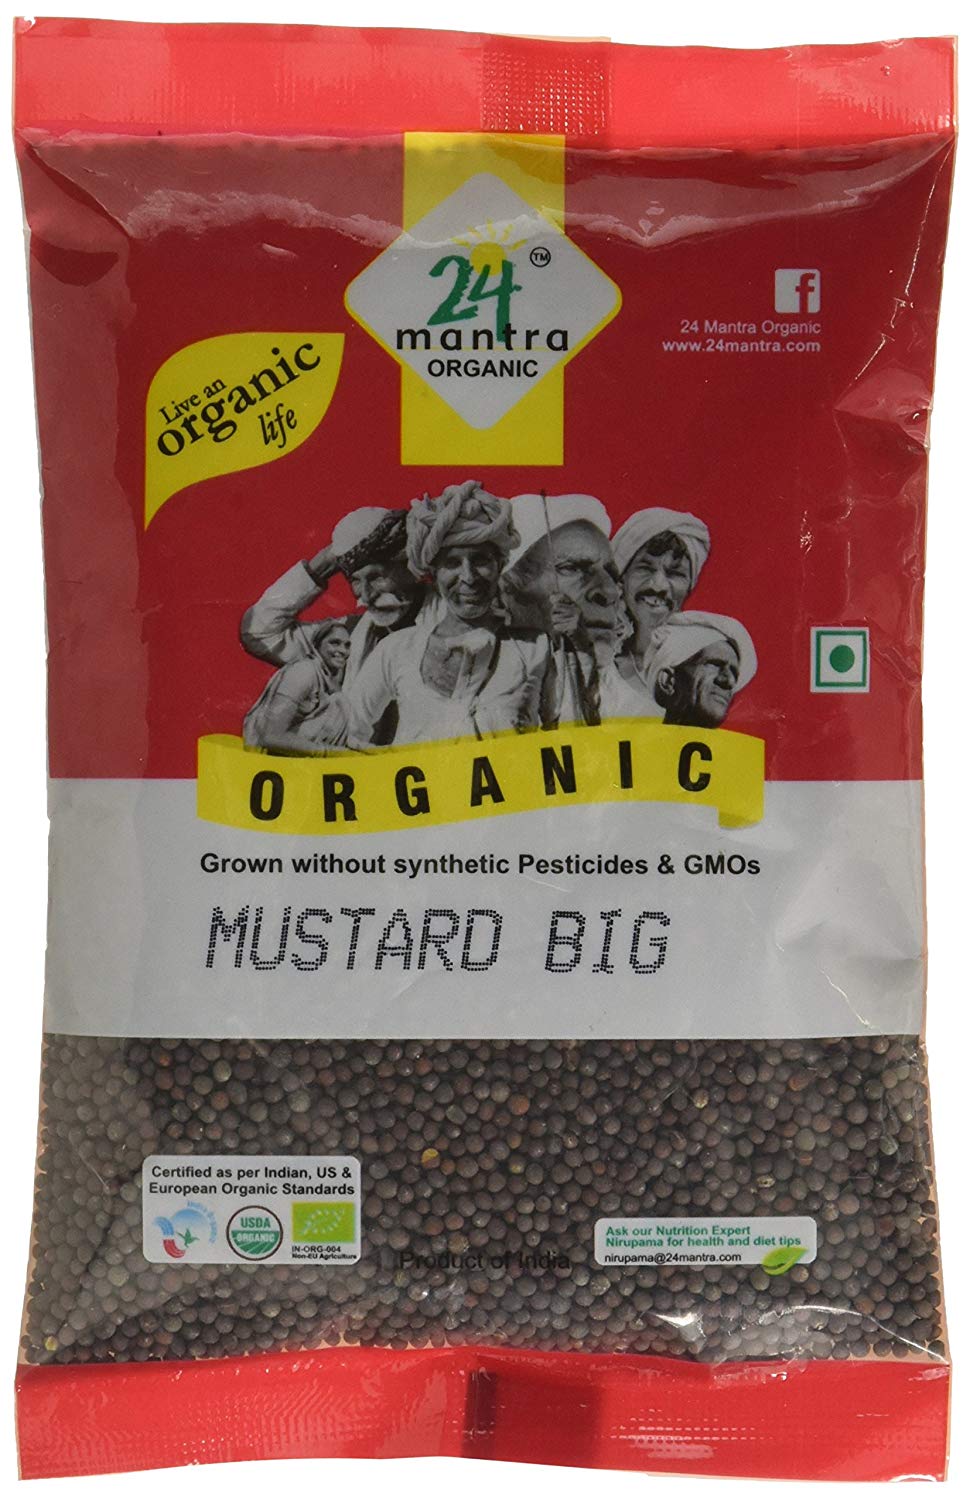 24 TM
mantra
ORGANIC
f
24 Mantra Organic
www.24mantra.com
Live an
organic
life
ORGANIC
Grown without synthetic Pesticides & GMOs
MUSTARD BIG
Certified as per Indian, US &
European Organic Standards
USDA
ORGANIC
IN-ORG-004
Non-EU Agriculture
Product of India
Ask our Nutrition Expert
Nirupama for health and diet tips
nirupama@24mantra.com